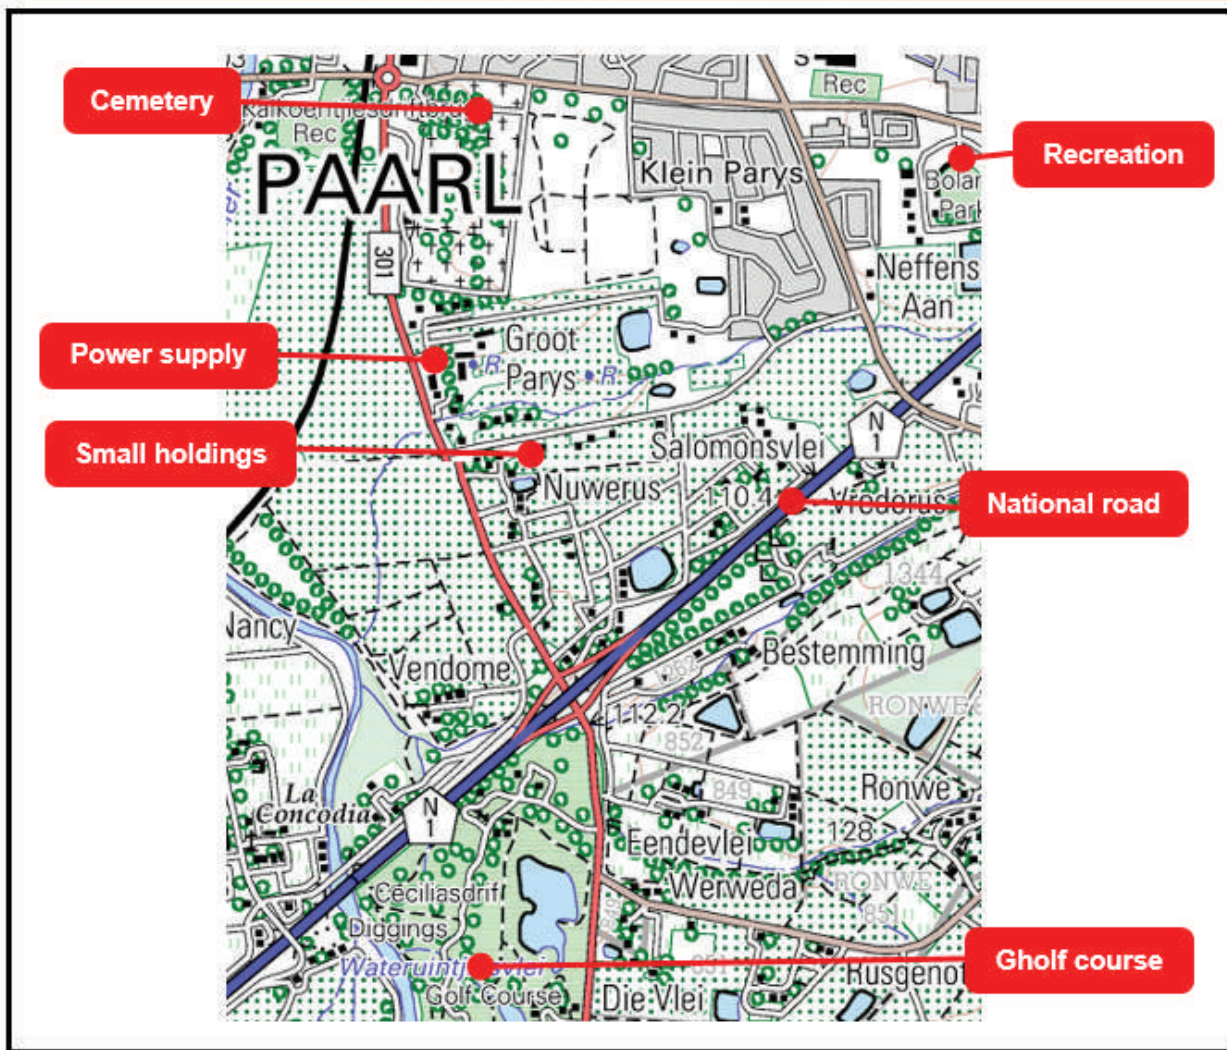 S
Rec
Cemetery
Rec
PAARL
Klein Parys
Recreation
Bolan
Park
301
Neffens
Aan
Power supply
Groot
Parys
R
R
N
1
Small holdings
Salomonsvlei
Nuwerus
110.4
National road
1344
Nancy
Vendome
Bestemming
112.2
852
RONWE
La
Concodia
849
Ronwe
N
1
Eendevlei
128
Werweda
RONWE
851
Ceciliasdrif
Diggings
Gholf course
Golf Course
Die Vlei
851
Rusgenot